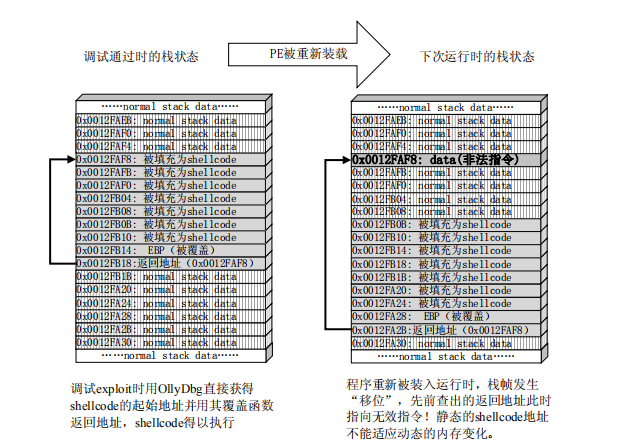 调试通过时的栈状态
PE被重新装载
下次运行时的栈状态
……normal stack data……
0x0012FAEB: normal stack data
0x0012FAF0: normal stack data
0x0012FAF4: normal stack data
0x0012FAF8: 被填充为shellcode
0x0012FAFB: 被填充为shellcode
0x0012FAF0: 被填充为shellcode
0x0012FB04: 被填充为shellcode
0x0012FB08: 被填充为shellcode
0x0012FB0B: 被填充为shellcode
0x0012FB10: 被填充为shellcode
0x0012FB14: EBP（被覆盖）
0x0012FB18:返回地址（0x0012FAF8）
0x0012FB1B: normal stack data
0x0012FA20: normal stack data
0x0012FA24: normal stack data
0x0012FA28: normal stack data
0x0012FA2B: normal stack data
0x0012FA30: normal stack data
……normal stack data……
……normal stack data……
0x0012FAEB: normal stack data
0x0012FAF0: normal stack data
0x0012FAF4: normal stack data
0x0012FAF8: data(非法指令)
0x0012FAFB: normal stack data
0x0012FAF0: normal stack data
0x0012FB04: normal stack data
0x0012FB08: normal stack data
0x0012FB0B: 被填充为shellcode
0x0012FB10: 被填充为shellcode
0x0012FB14: 被填充为shellcode
0x0012FB18: 被填充为shellcode
0x0012FB1B: 被填充为shellcode
0x0012FA20: 被填充为shellcode
0x0012FA24: 被填充为shellcode
0x0012FA28: EBP（被覆盖）
0x0012FA2B:返回地址（0x0012FAF8）
0x0012FA30: normal stack data
……normal stack data……
调试exploit时用OllyDbg直接获得
shellcode的起始地址并用其覆盖函数
返回地址，shellcode得以执行
程序重新被装入运行时，栈帧发生
“移位”，先前查出的返回地址此时
指向无效指令！静态的shellcode地址
不能适应动态的内存变化。